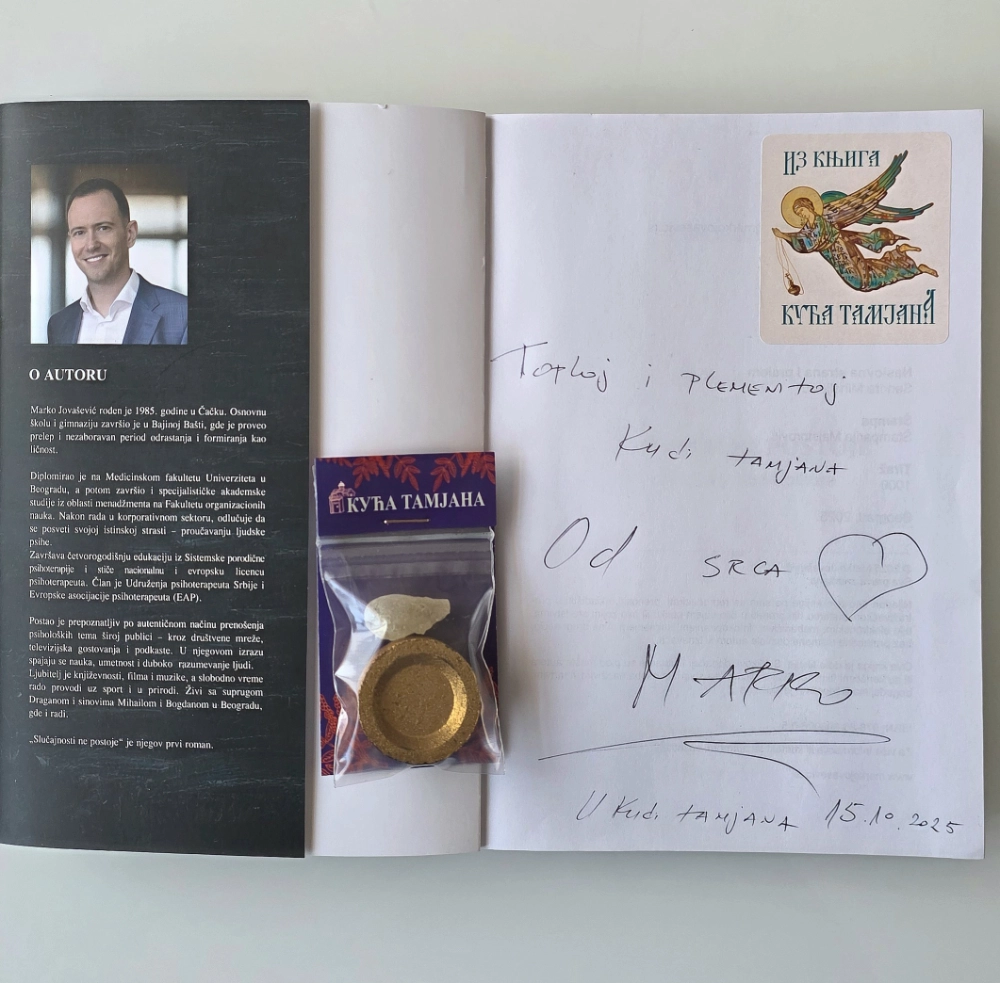 O AUTORU
Marko Jovašević rođen je 1985. godine u Čačku. Osnovnu
školu i gimnaziju završio je u Bajinoj Bašti, gde je proveo
prelep i nezaboravan period odrastanja i formiranja kao
ličnost.
Diplomirao je na Medicinskom fakultetu Univerziteta u
Beogradu, a potom završio i specijalističke akademske
studije iz oblasti menadžmenta na Fakultetu organizacionih
nauka. Nakon rada u korporativnom sektoru, odlučuje da
se posveti svojoj istinskoj strasti – proučavanju ljudske
psihe.
Završava četvorogodišnju edukaciju iz Sistemske porodične
psihoterapije i stiče nacionalnu i evropsku licencu
psihoterapeuta. Član je Udruženja psihoterapeuta Srbije i
Evropske asocijacije psihoterapeuta (EAP).
Postao je prepoznatljiv po autentičnom načinu prenošenja
psiholoških tema široj publici – kroz društvene mreže,
televizijska gostovanja i podkaste. U njegovom izrazu
spajaju se nauka, umetnost i duboko razumevanje ljudi.
Ljubitelj je književnosti, filma i muzike, a slobodno vreme
rado provodi uz sport i u prirodi. Živi sa suprugom
Draganom i sinovima Mihailom i Bogdanom u Beogradu,
gde i radi.
„Slučajnosti ne postoje“ je njegov prvi roman.
КУЋА ТАМЈАНА
ИЗ КЊИГА
КУЋА ТАМЈАНА
Toploj i plemenitoj
Kući tamjana
Od srca
Marko
U Kući tamjana 15.10.2025